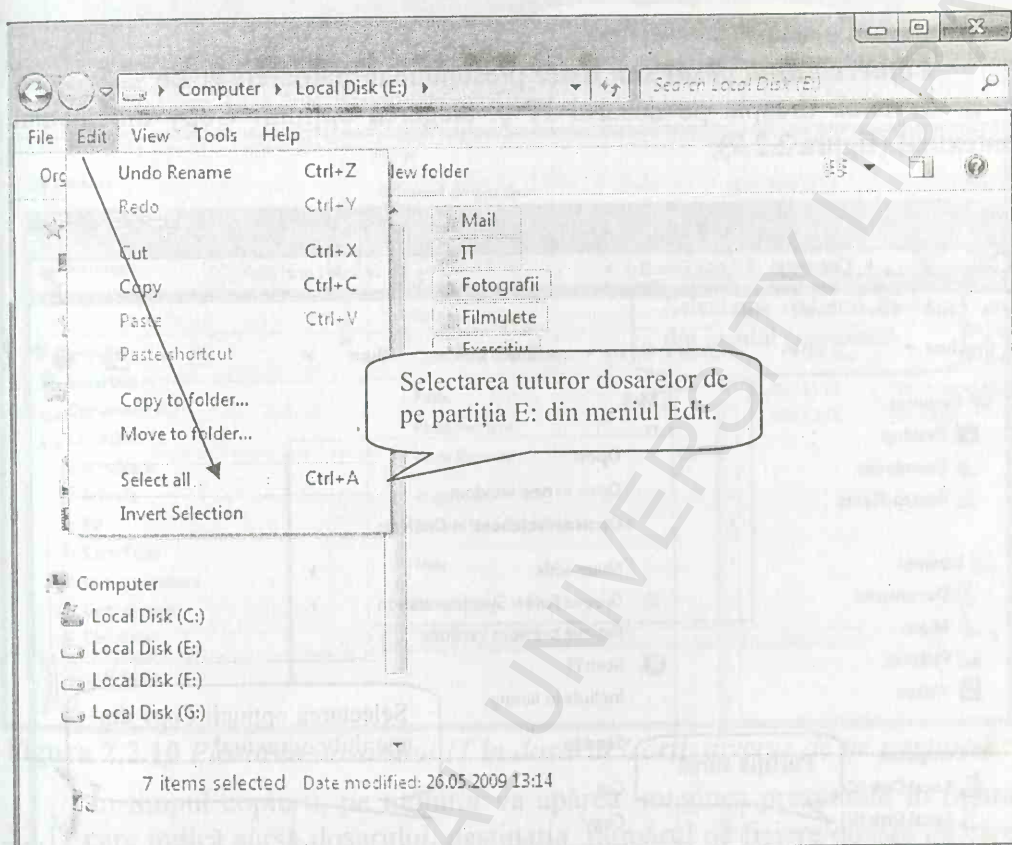 Computer Local Disk (E:) Search Local Disk (E:)
File Edit View Tools Help
Org New folder
Undo Rename Ctrl+Z
Redo Ctrl+Y
Cut Ctrl+X
Copy Ctrl+C
Paste Ctrl+V
Paste shortcut
Copy to folder...
Move to folder...
Select all Ctrl+A
Invert Selection
Mail
IT
Fotografii
Filmulete
Exercitiu
Selectarea tuturor dosarelor de
pe partiția E: din meniul Edit.
Computer
Local Disk (C:)
Local Disk (E:)
Local Disk (F:)
Local Disk (G:)
7 items selected Date modified: 26.05.2009 13:14
UNIVERSITY